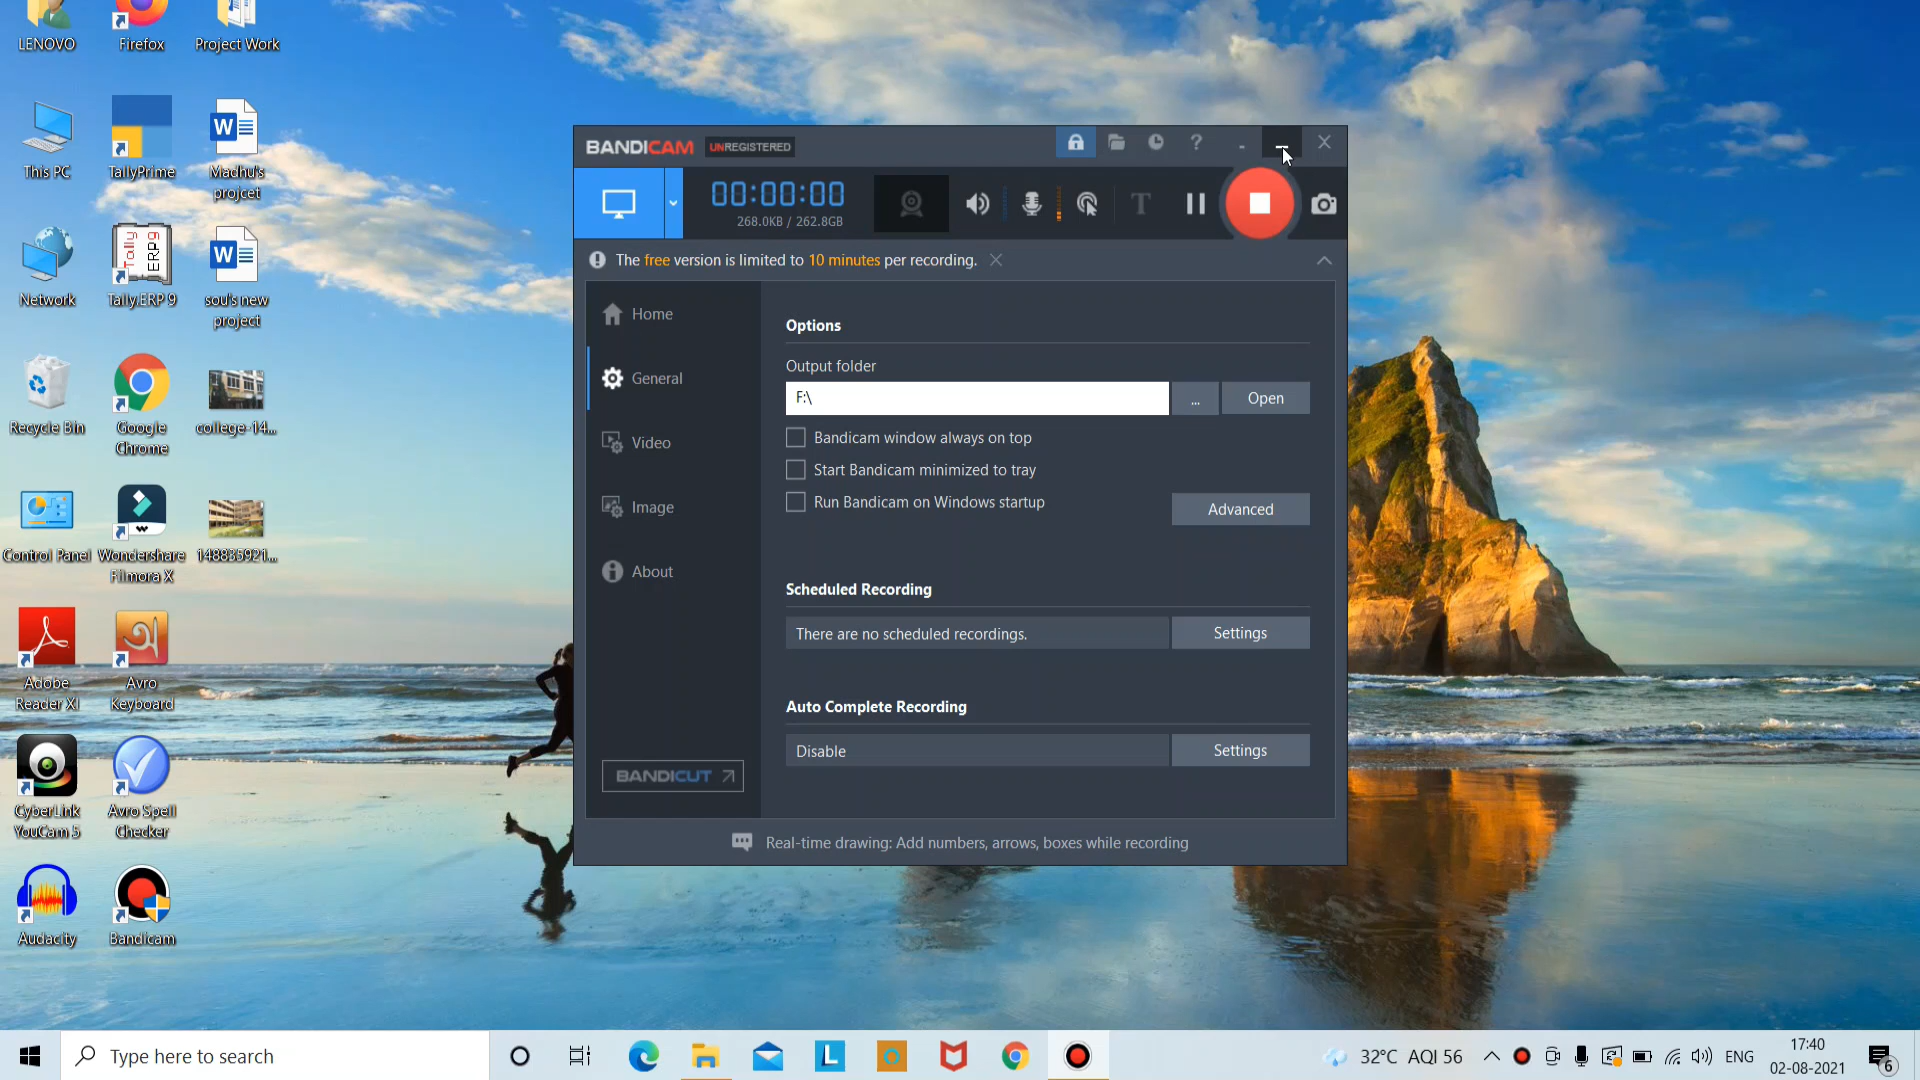 LENOVO
Firefox
Project Work
This PC
TallyPrime
Madhu's
projcet
Network
Tally
ERP9
Tally.ERP 9
sou's new
project
Recycle Bin
Google
Chrome
college-14...
Control Panel
Wondershare
Filmora X
148835921...
Adobe
Reader XI
Avro
Keyboard
CyberLink
YouCam 5
Avro Spell
Checker
Audacity
Bandicam
BANDICAM UNREGISTERED
00:00:00
268.0KB / 262.8GB
The free version is limited to 10 minutes per recording.
Home
General
Video
Image
About
BANDICUT
Options
Output folder
F:\
...
Open
Bandicam window always on top
Start Bandicam minimized to tray
Run Bandicam on Windows startup
Advanced
Scheduled Recording
There are no scheduled recordings.
Settings
Auto Complete Recording
Disable
Settings
Real-time drawing: Add numbers, arrows, boxes while recording
Type here to search
32°C AQI 56
ENG
17:40
02-08-2021
6